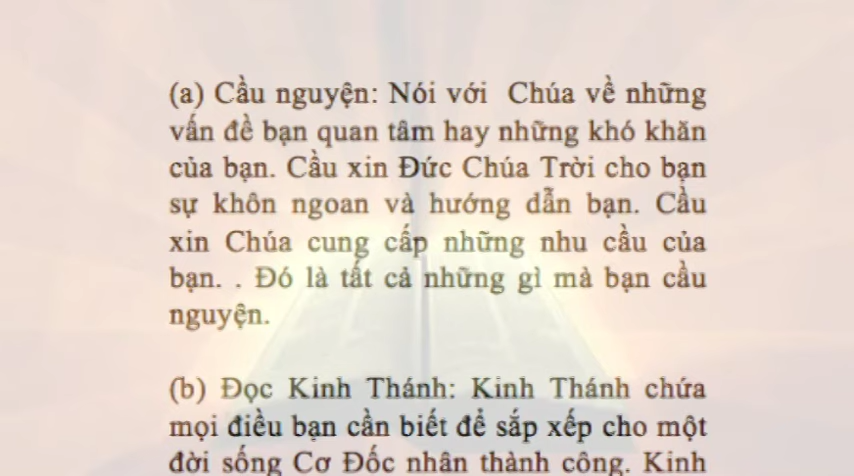 (a) Cầu nguyện: Nói với Chúa về những
vấn đề bạn quan tâm hay những khó khăn
của bạn. Cầu xin Đức Chúa Trời cho bạn
sự khôn ngoan và hướng dẫn bạn. Cầu
xin Chúa cung cấp những nhu cầu của
bạn. . Đó là tất cả những gì mà bạn cầu
nguyện.
(b) Đọc Kinh Thánh: Kinh Thánh chứa
mọi điều bạn cần biết để sắp xếp cho một
đời sống Cơ Đốc nhân thành công. Kinh